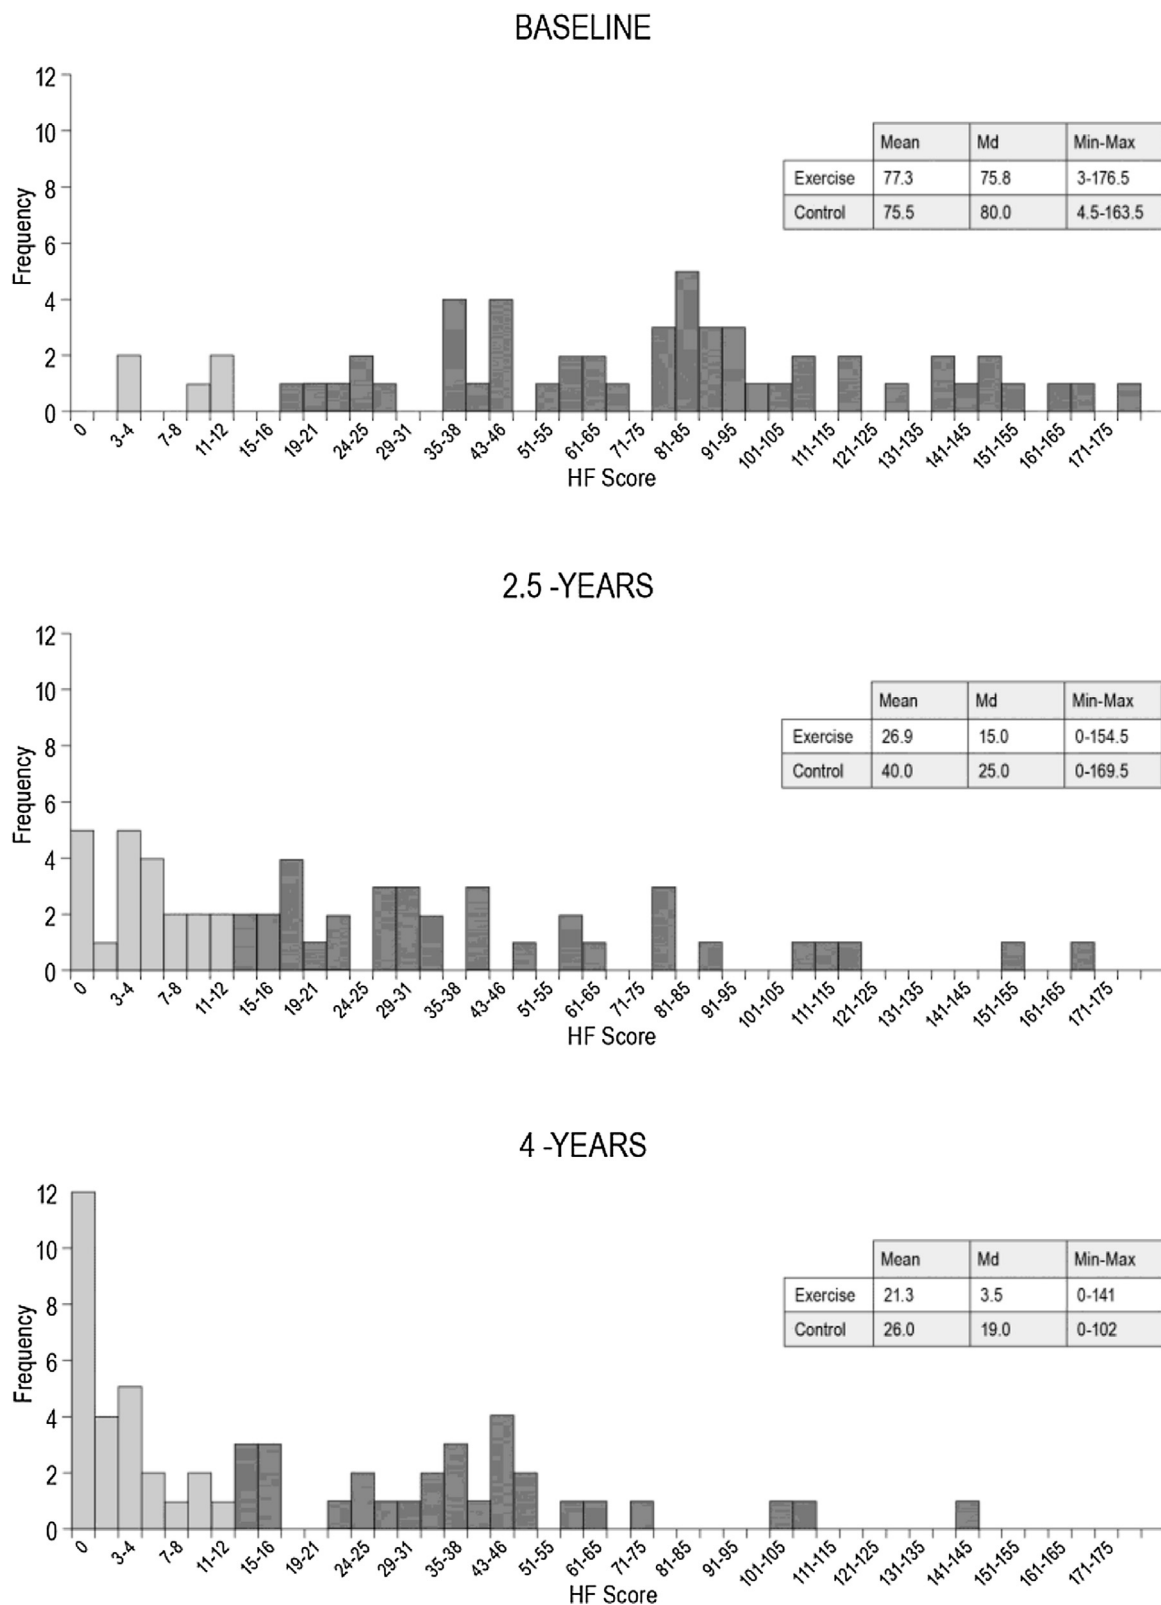 BASELINE
12
10
8
6
4
2
0
Frequency
Mean Md Min-Max
Exercise 77.3 75.8 3-176.5
Control 75.5 80.0 4.5-163.5
0 3-4 7-8 11-12 15-16 19-21 24-25 29-31 35-38 43-46 51-55 61-65 71-75 81-85 91-95 101-105 111-115 121-125 131-135 141-145 151-155 161-165 171-175
HF Score
2.5 -YEARS
12
10
8
6
4
2
0
Frequency
Mean Md Min-Max
Exercise 26.9 15.0 0-154.5
Control 40.0 25.0 0-169.5
0 3-4 7-8 11-12 15-16 19-21 24-25 29-31 35-38 43-46 51-55 61-65 71-75 81-85 91-95 101-105 111-115 121-125 131-135 141-145 151-155 161-165 171-175
HF Score
4 -YEARS
12
10
8
6
4
2
0
Frequency
Mean Md Min-Max
Exercise 21.3 3.5 0-141
Control 26.0 19.0 0-102
0 3-4 7-8 11-12 15-16 19-21 24-25 29-31 35-38 43-46 51-55 61-65 71-75 81-85 91-95 101-105 111-115 121-125 131-135 141-145 151-155 161-165 171-175
HF Score